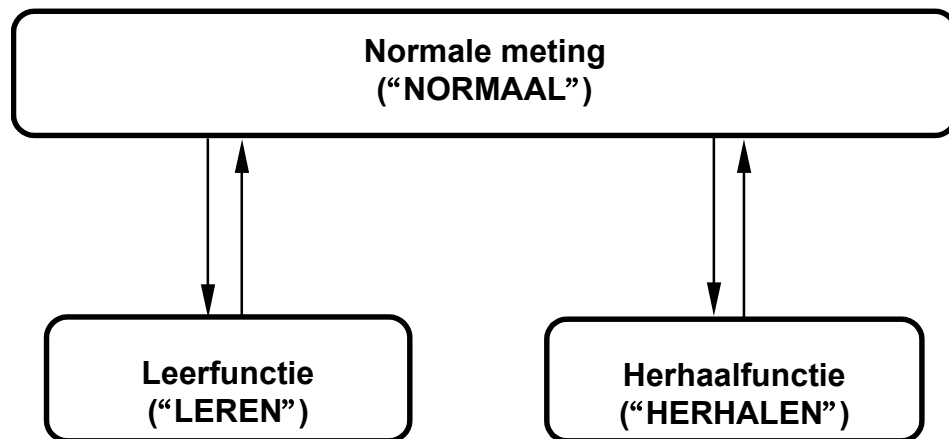 Normale meting
(“NORMAAL”)
Leerfunctie
(“LEREN”)
Herhaalfunctie
(“HERHALEN”)